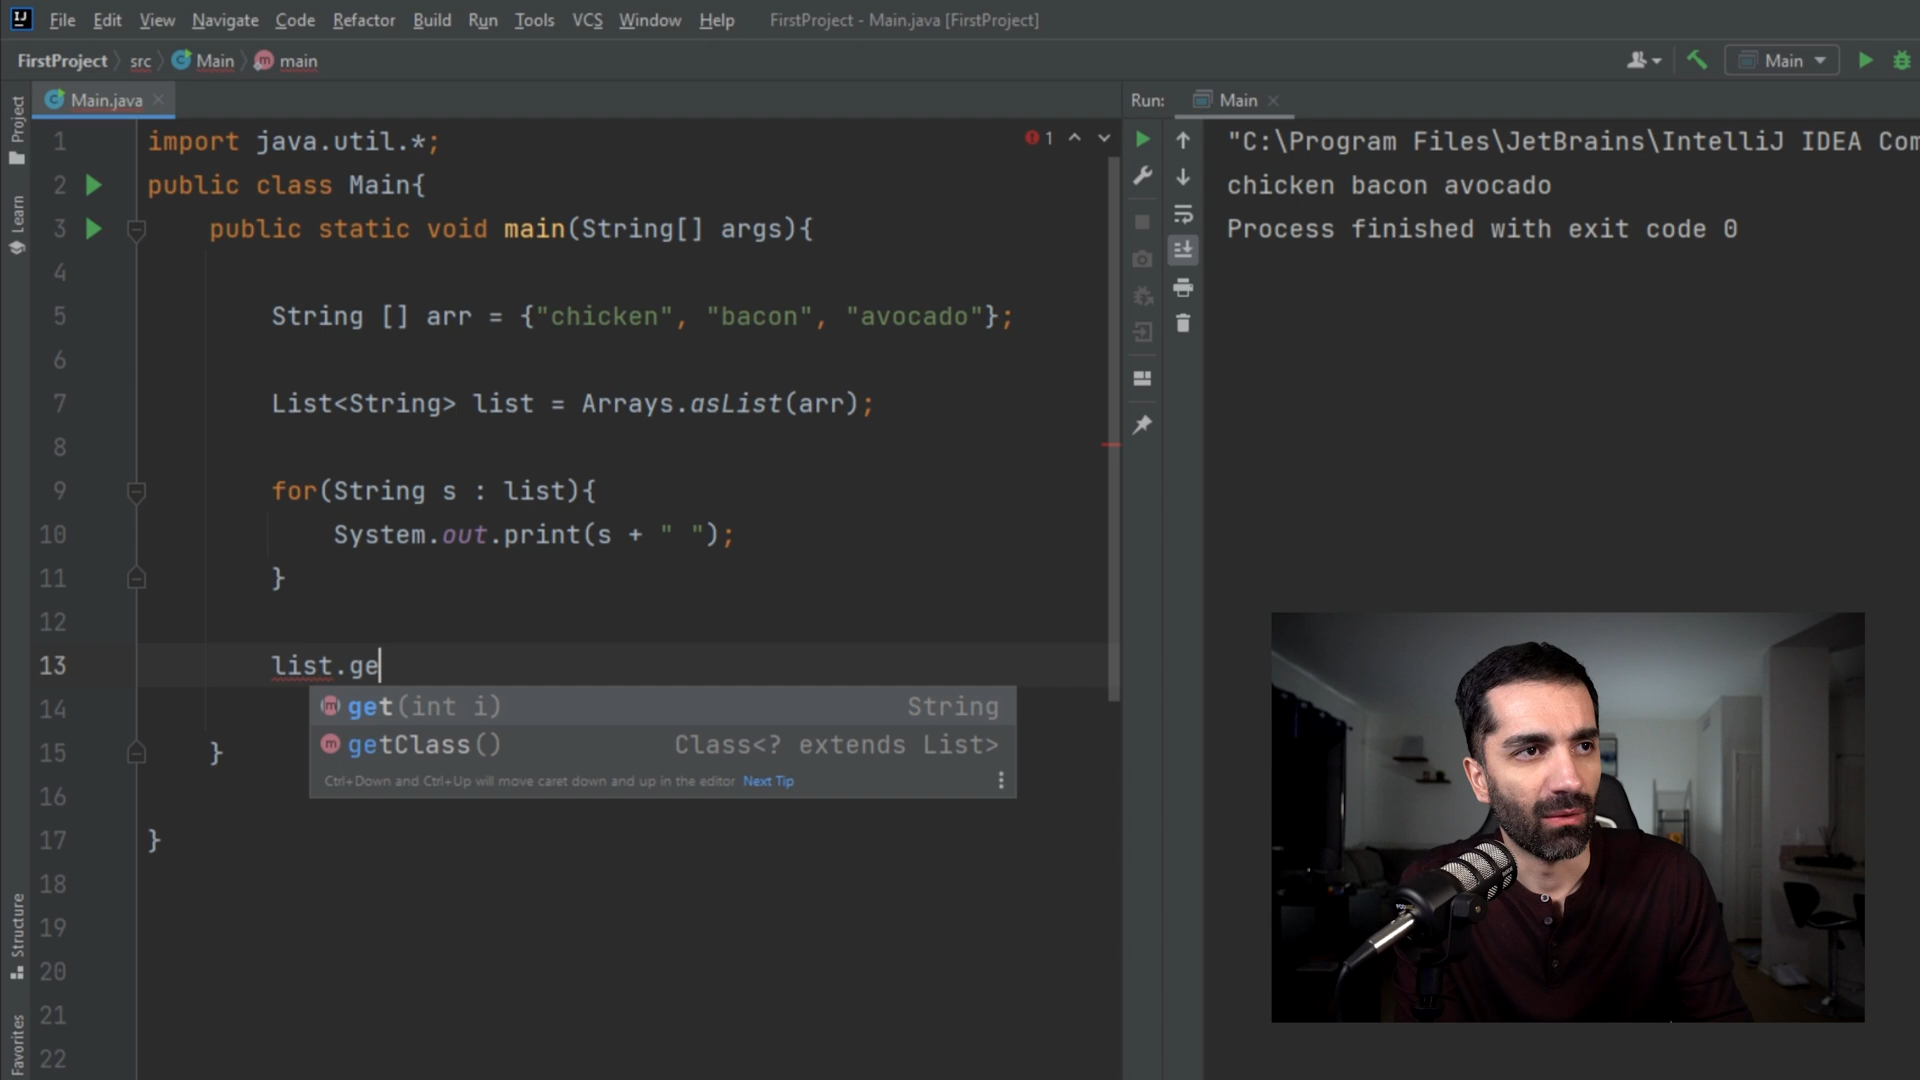 File Edit View Navigate Code Refactor Build Run Tools VCS Window Help FirstProject - Main.java [FirstProject]
FirstProject src Main main Main
Project
Learn
Structure
Favorites
Main.java
1 import java.util.*;
2 public class Main{
3 public static void main(String[] args){
4
5 String [] arr = {"chicken", "bacon", "avocado"};
6
7 List<String> list = Arrays.asList(arr);
8
9 for(String s : list){
10 System.out.print(s + " ");
11 }
12
13 list.ge
14
15 }
16
17 }
18
19
20
21
22
1
get(int i) String
getClass() Class<? extends List>
Ctrl+Down and Ctrl+Up will move caret down and up in the editor Next Tip
Run: Main
"C:\Program Files\JetBrains\IntelliJ IDEA Com
chicken bacon avocado
Process finished with exit code 0